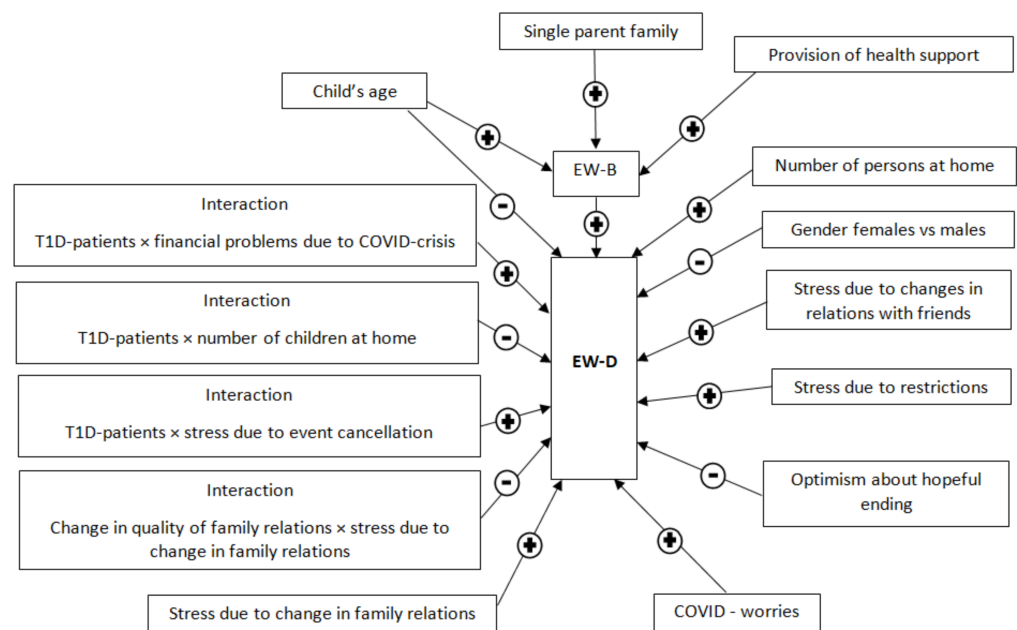 Single parent family
Provision of health support
Child's age
EW-B
Number of persons at home
Interaction
T1D-patients × financial problems due to COVID-crisis
Gender females vs males
Stress due to changes in
relations with friends
Interaction
T1D-patients × number of children at home
EW-D
Stress due to restrictions
Interaction
T1D-patients × stress due to event cancellation
Optimism about hopeful
ending
Interaction
Change in quality of family relations × stress due to
change in family relations
Stress due to change in family relations
COVID - worries